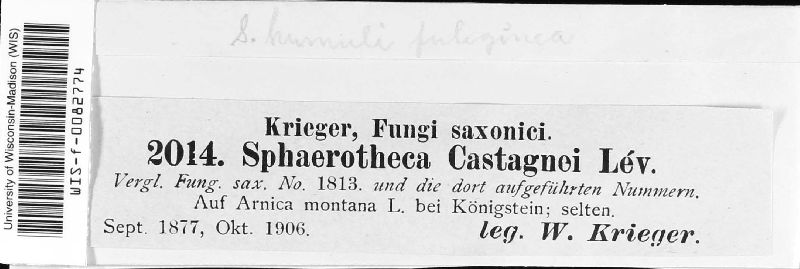 S. humuli fuliginea
Krieger, Fungi saxonici.
2014. Sphaerotheca Castagnei Lév.
Vergl. Fung. sax. No. 1813. und die dort aufgeführten Nummern.
Auf Arnica montana L. bei Königstein; selten.
Sept. 1877, Okt. 1906.
leg. W. Krieger.
University of Wisconsin-Madison (WIS)
WIS-f-0082774